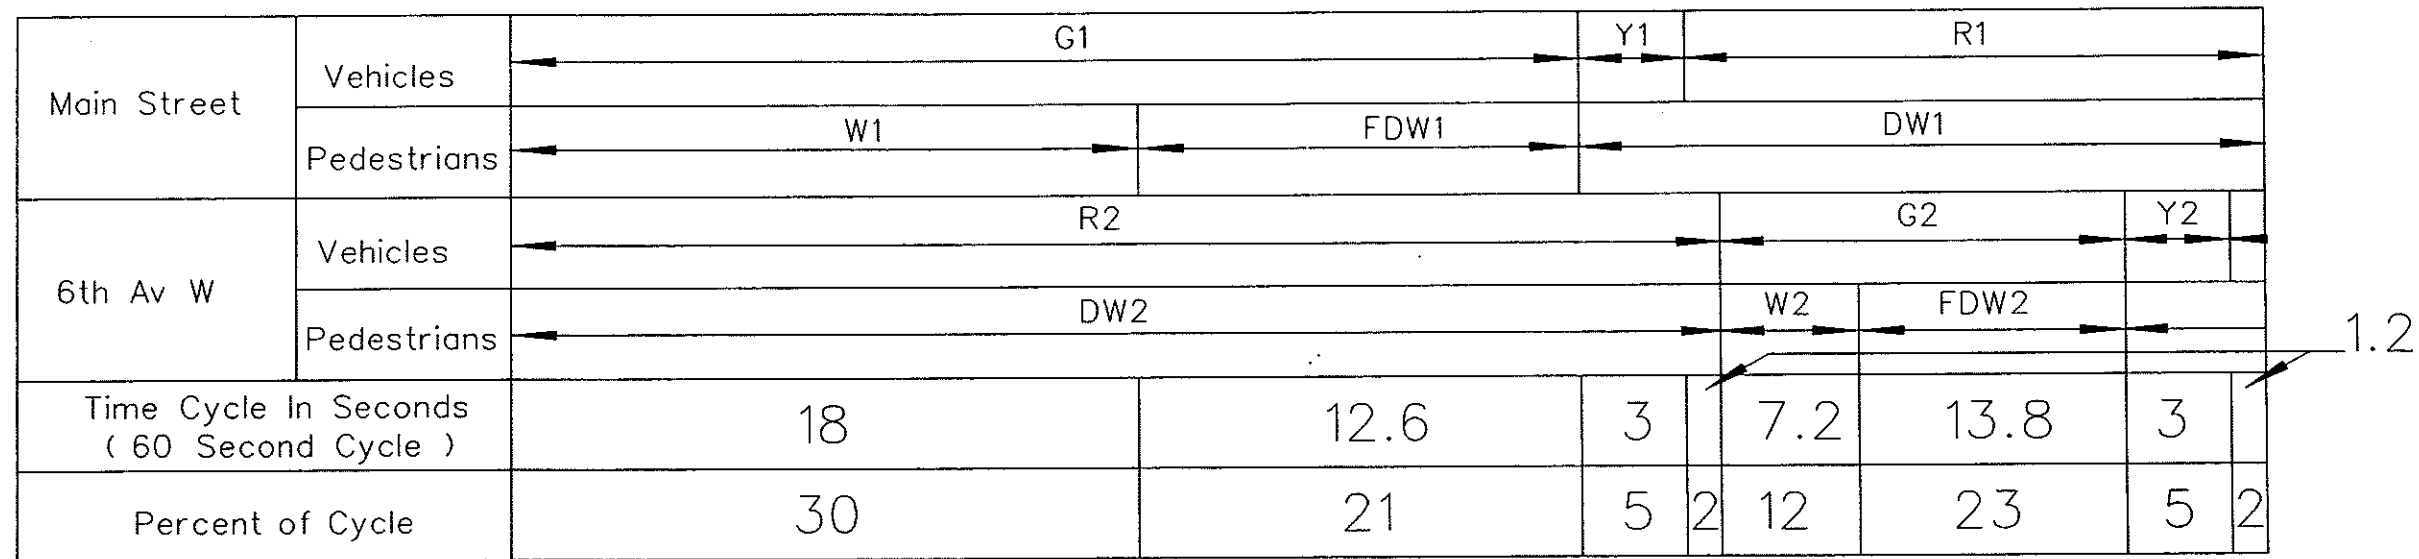 G1 Y1 R1
Vehicles
Main Street
W1 FDW1 DW1
Pedestrians
R2 G2 Y2
Vehicles
6th Av W
DW2 W2 FDW2
Pedestrians
1.2
Time Cycle In Seconds
( 60 Second Cycle )
18 12.6 3 7.2 13.8 3
Percent of Cycle
30 21 5 2 12 23 5 2